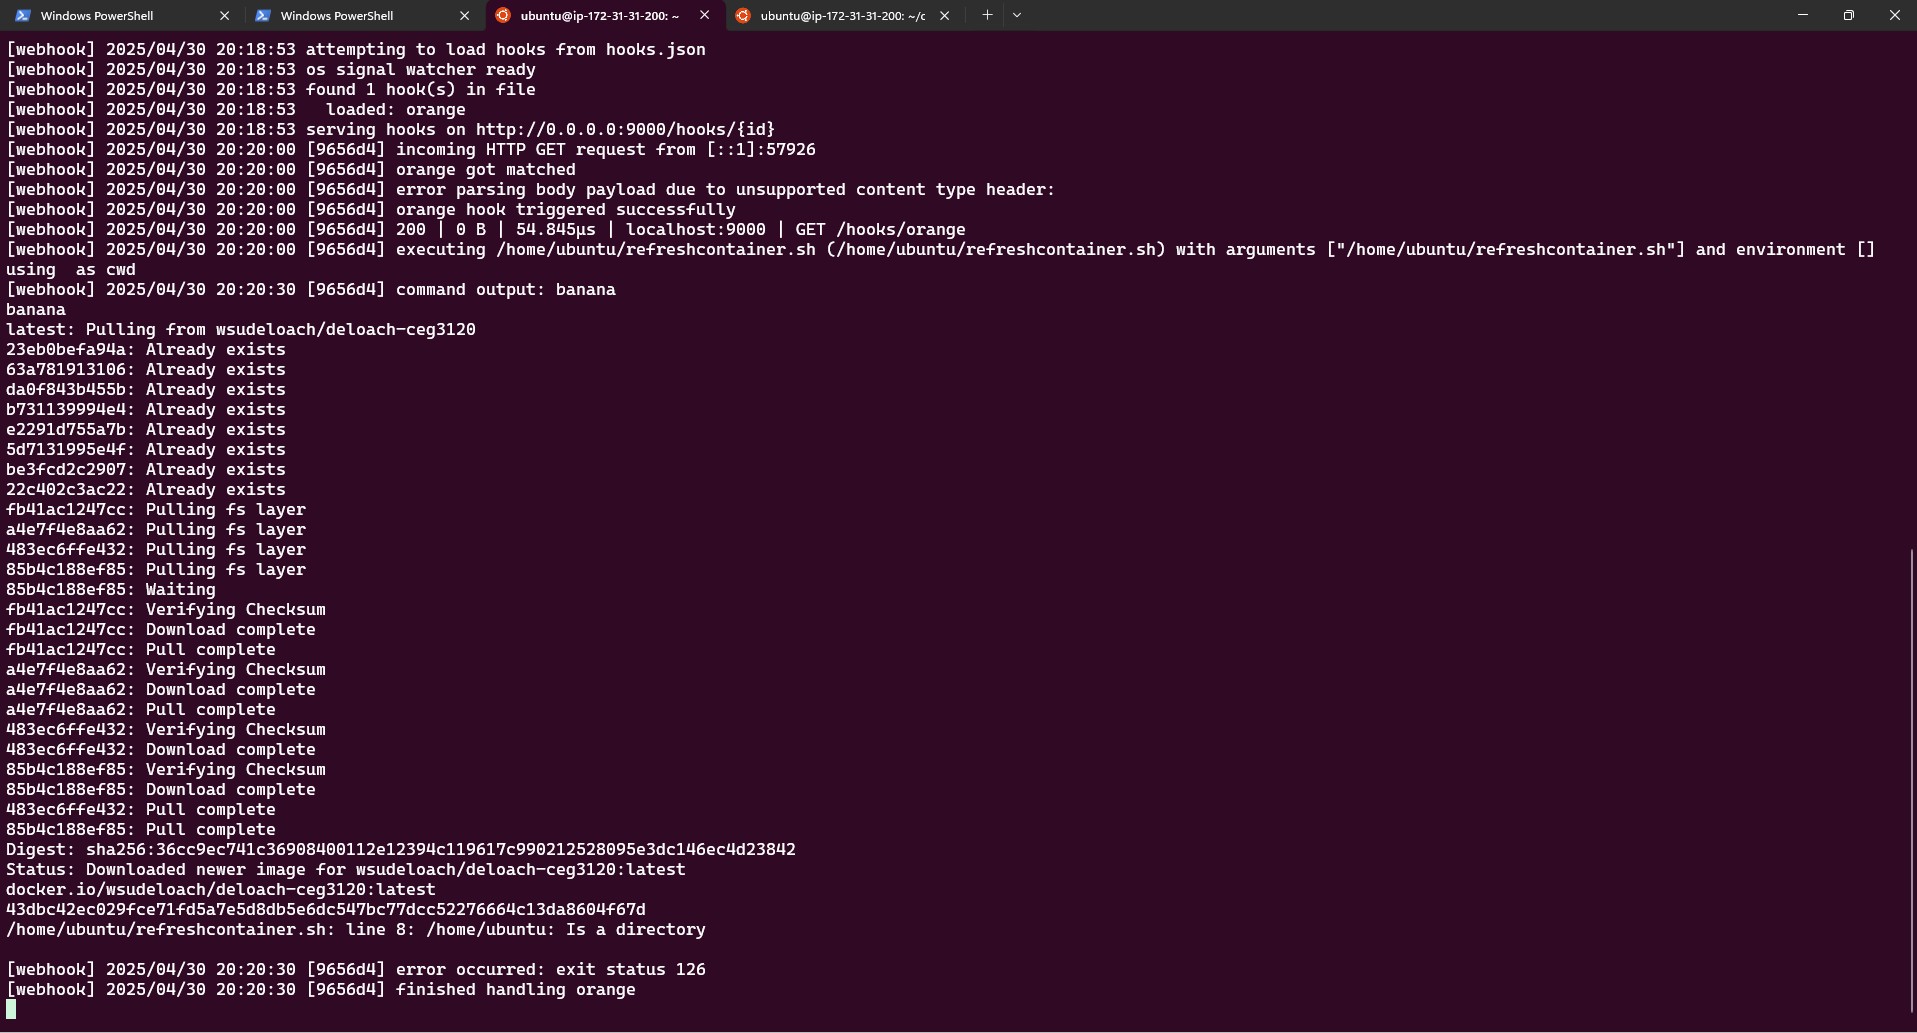 Windows PowerShell
Windows PowerShell
ubuntu@ip-172-31-31-200: ~
ubuntu@ip-172-31-31-200: ~/c
[webhook] 2025/04/30 20:18:53 attempting to load hooks from hooks.json
[webhook] 2025/04/30 20:18:53 os signal watcher ready
[webhook] 2025/04/30 20:18:53 found 1 hook(s) in file
[webhook] 2025/04/30 20:18:53   loaded: orange
[webhook] 2025/04/30 20:18:53 serving hooks on http://0.0.0.0:9000/hooks/{id}
[webhook] 2025/04/30 20:20:00 [9656d4] incoming HTTP GET request from [::1]:57926
[webhook] 2025/04/30 20:20:00 [9656d4] orange got matched
[webhook] 2025/04/30 20:20:00 [9656d4] error parsing body payload due to unsupported content type header:
[webhook] 2025/04/30 20:20:00 [9656d4] orange hook triggered successfully
[webhook] 2025/04/30 20:20:00 [9656d4] 200 | 0 B | 54.845µs | localhost:9000 | GET /hooks/orange
[webhook] 2025/04/30 20:20:00 [9656d4] executing /home/ubuntu/refreshcontainer.sh (/home/ubuntu/refreshcontainer.sh) with arguments ["/home/ubuntu/refreshcontainer.sh"] and environment []
using  as cwd
[webhook] 2025/04/30 20:20:30 [9656d4] command output: banana
banana
latest: Pulling from wsudeloach/deloach-ceg3120
23eb0befa94a: Already exists
63a781913106: Already exists
da0f843b455b: Already exists
b731139994e4: Already exists
e2291d755a7b: Already exists
5d7131995e4f: Already exists
be3fcd2c2907: Already exists
22c402c3ac22: Already exists
fb41ac1247cc: Pulling fs layer
a4e7f4e8aa62: Pulling fs layer
483ec6ffe432: Pulling fs layer
85b4c188ef85: Pulling fs layer
85b4c188ef85: Waiting
fb41ac1247cc: Verifying Checksum
fb41ac1247cc: Download complete
fb41ac1247cc: Pull complete
a4e7f4e8aa62: Verifying Checksum
a4e7f4e8aa62: Download complete
a4e7f4e8aa62: Pull complete
483ec6ffe432: Verifying Checksum
483ec6ffe432: Download complete
85b4c188ef85: Verifying Checksum
85b4c188ef85: Download complete
483ec6ffe432: Pull complete
85b4c188ef85: Pull complete
Digest: sha256:36cc9ec741c36908400112e12394c119617c990212528095e3dc146ec4d23842
Status: Downloaded newer image for wsudeloach/deloach-ceg3120:latest
docker.io/wsudeloach/deloach-ceg3120:latest
43dbc42ec029fce71fd5a7e5d8db5e6dc547bc77dcc52276664c13da8604f67d
/home/ubuntu/refreshcontainer.sh: line 8: /home/ubuntu: Is a directory
[webhook] 2025/04/30 20:20:30 [9656d4] error occurred: exit status 126
[webhook] 2025/04/30 20:20:30 [9656d4] finished handling orange